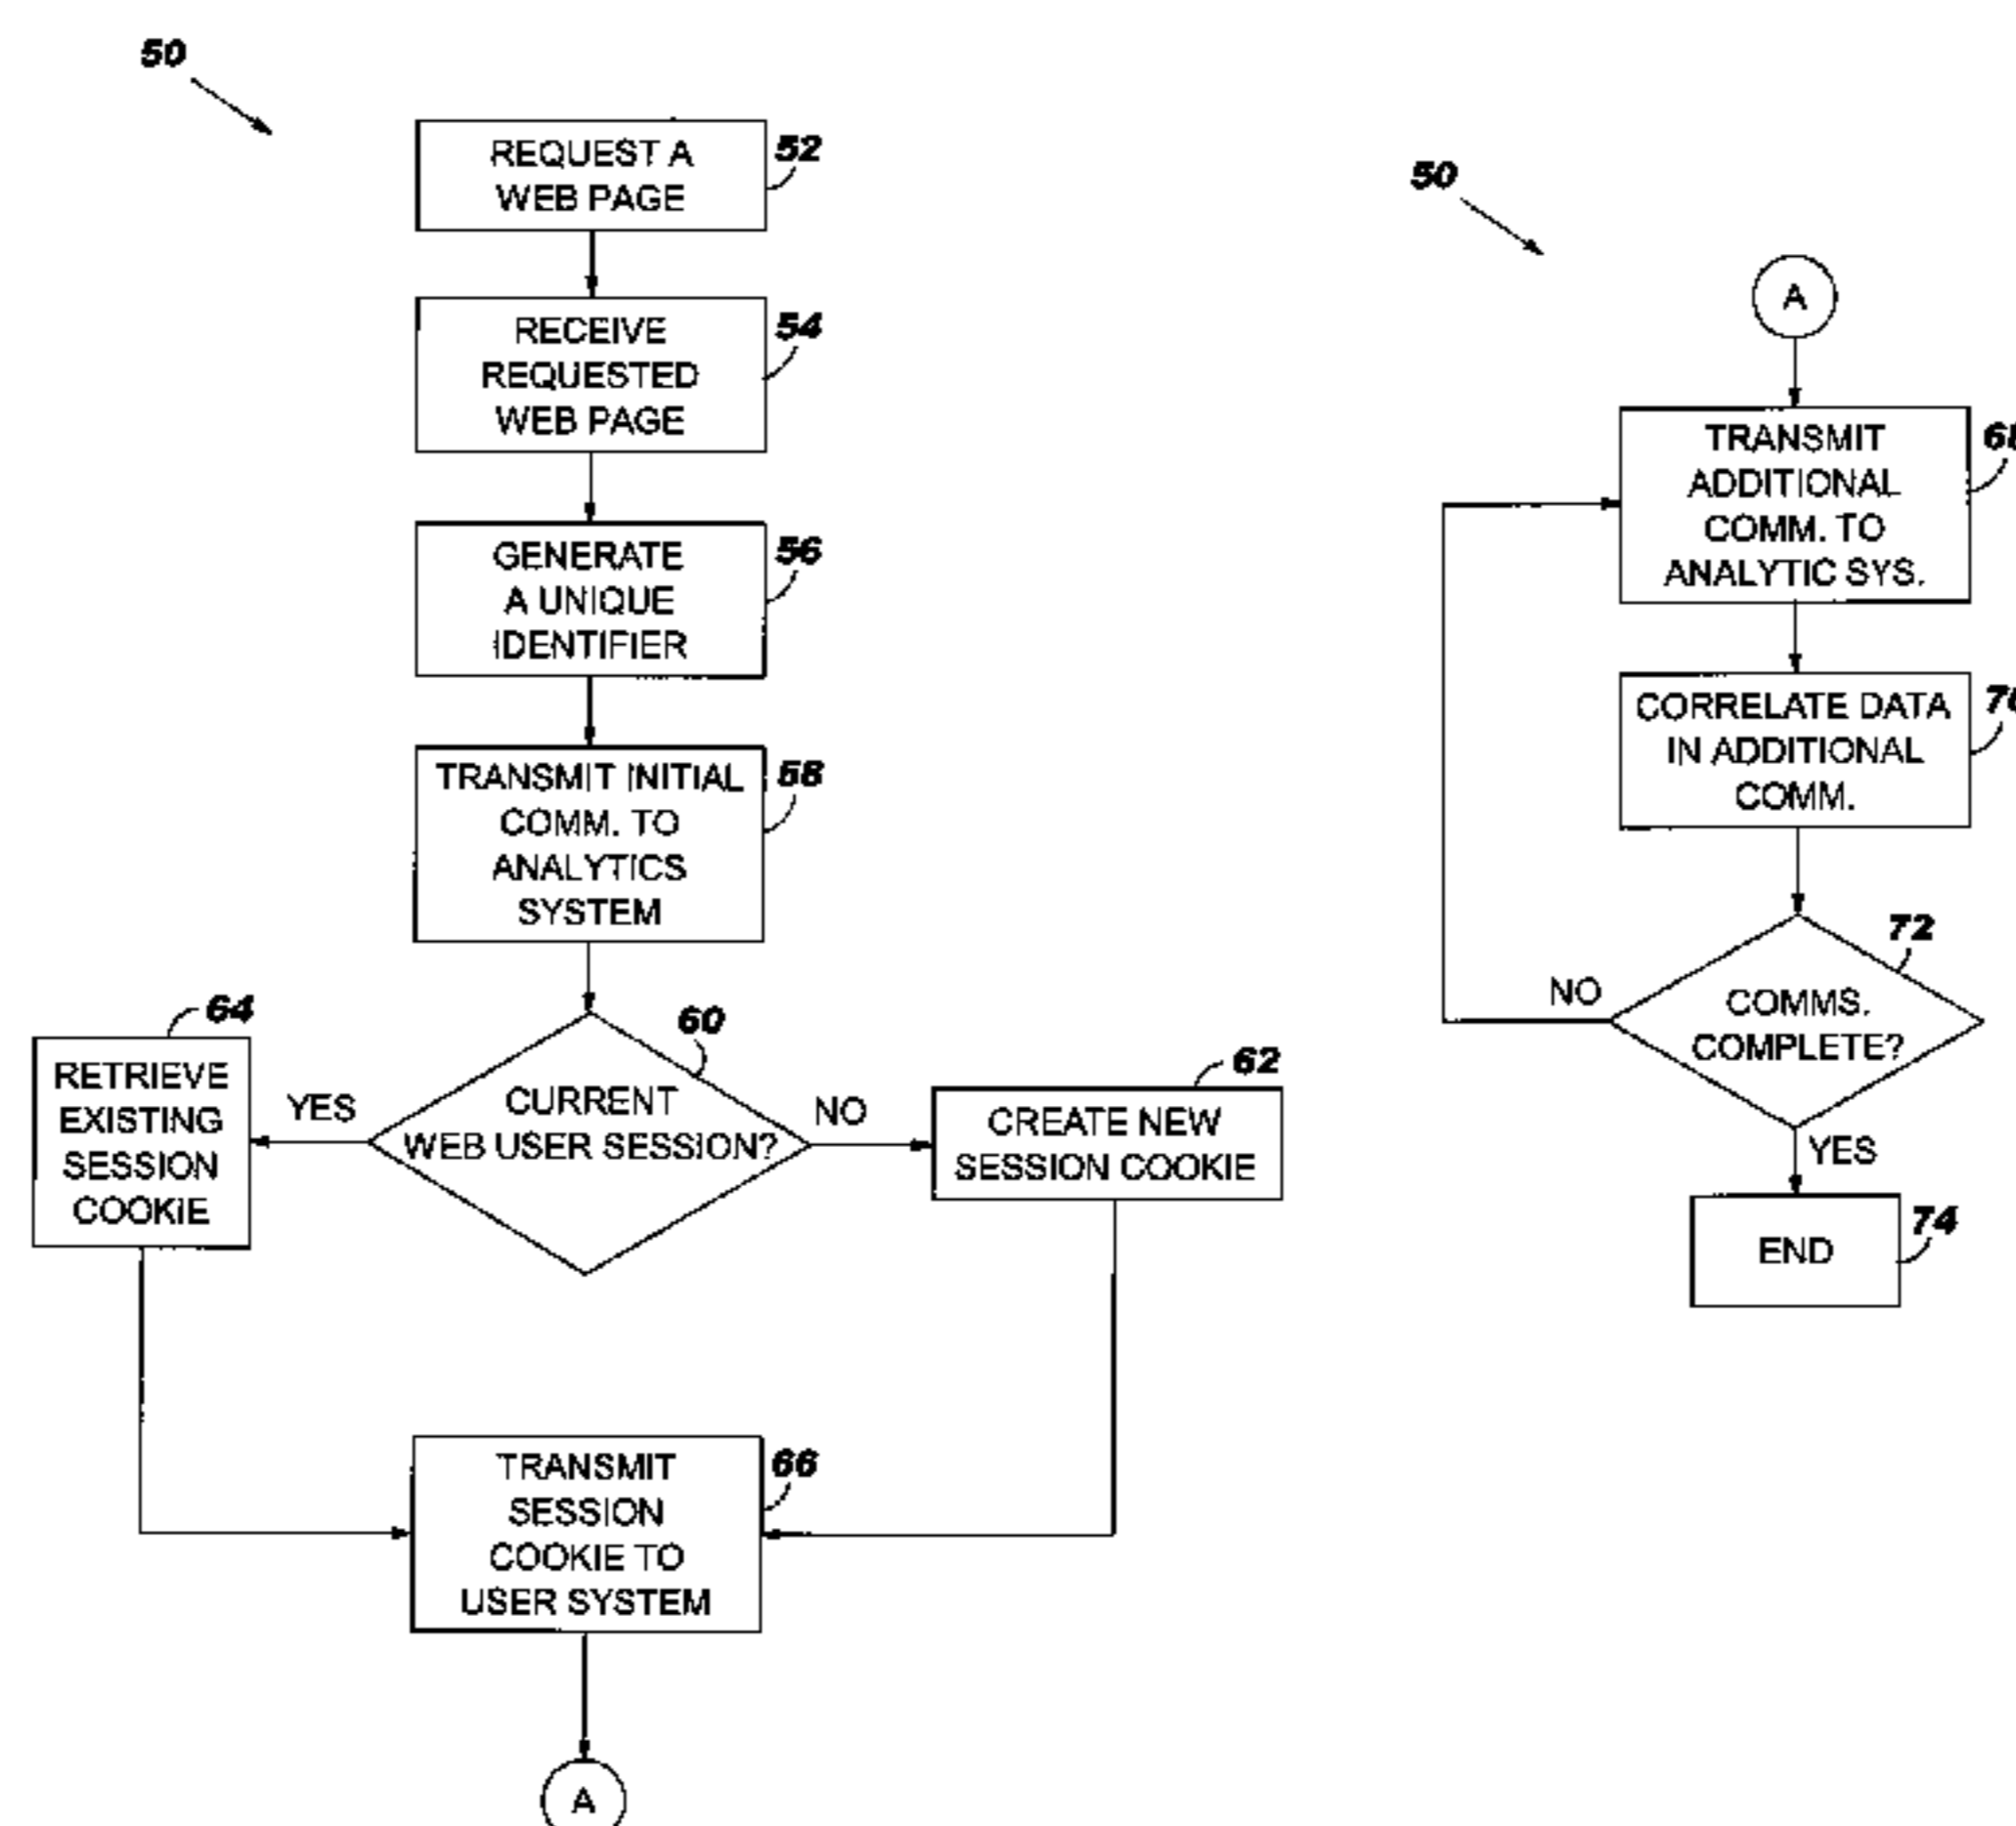 50
REQUEST A
WEB PAGE
52
RECEIVE
REQUESTED
WEB PAGE
54
GENERATE
A UNIQUE
IDENTIFIER
56
TRANSMIT INITIAL
COMM. TO
ANALYTICS
SYSTEM
58
CURRENT
WEB USER SESSION?
60
YES
NO
RETRIEVE
EXISTING
SESSION
COOKIE
64
CREATE NEW
SESSION COOKIE
62
TRANSMIT
SESSION
COOKIE TO
USER SYSTEM
66
A
50
A
TRANSMIT
ADDITIONAL
COMM. TO
ANALYTIC SYS.
CORRELATE DATA
IN ADDITIONAL
COMM.
COMMS.
COMPLETE?
72
NO
YES
END
74